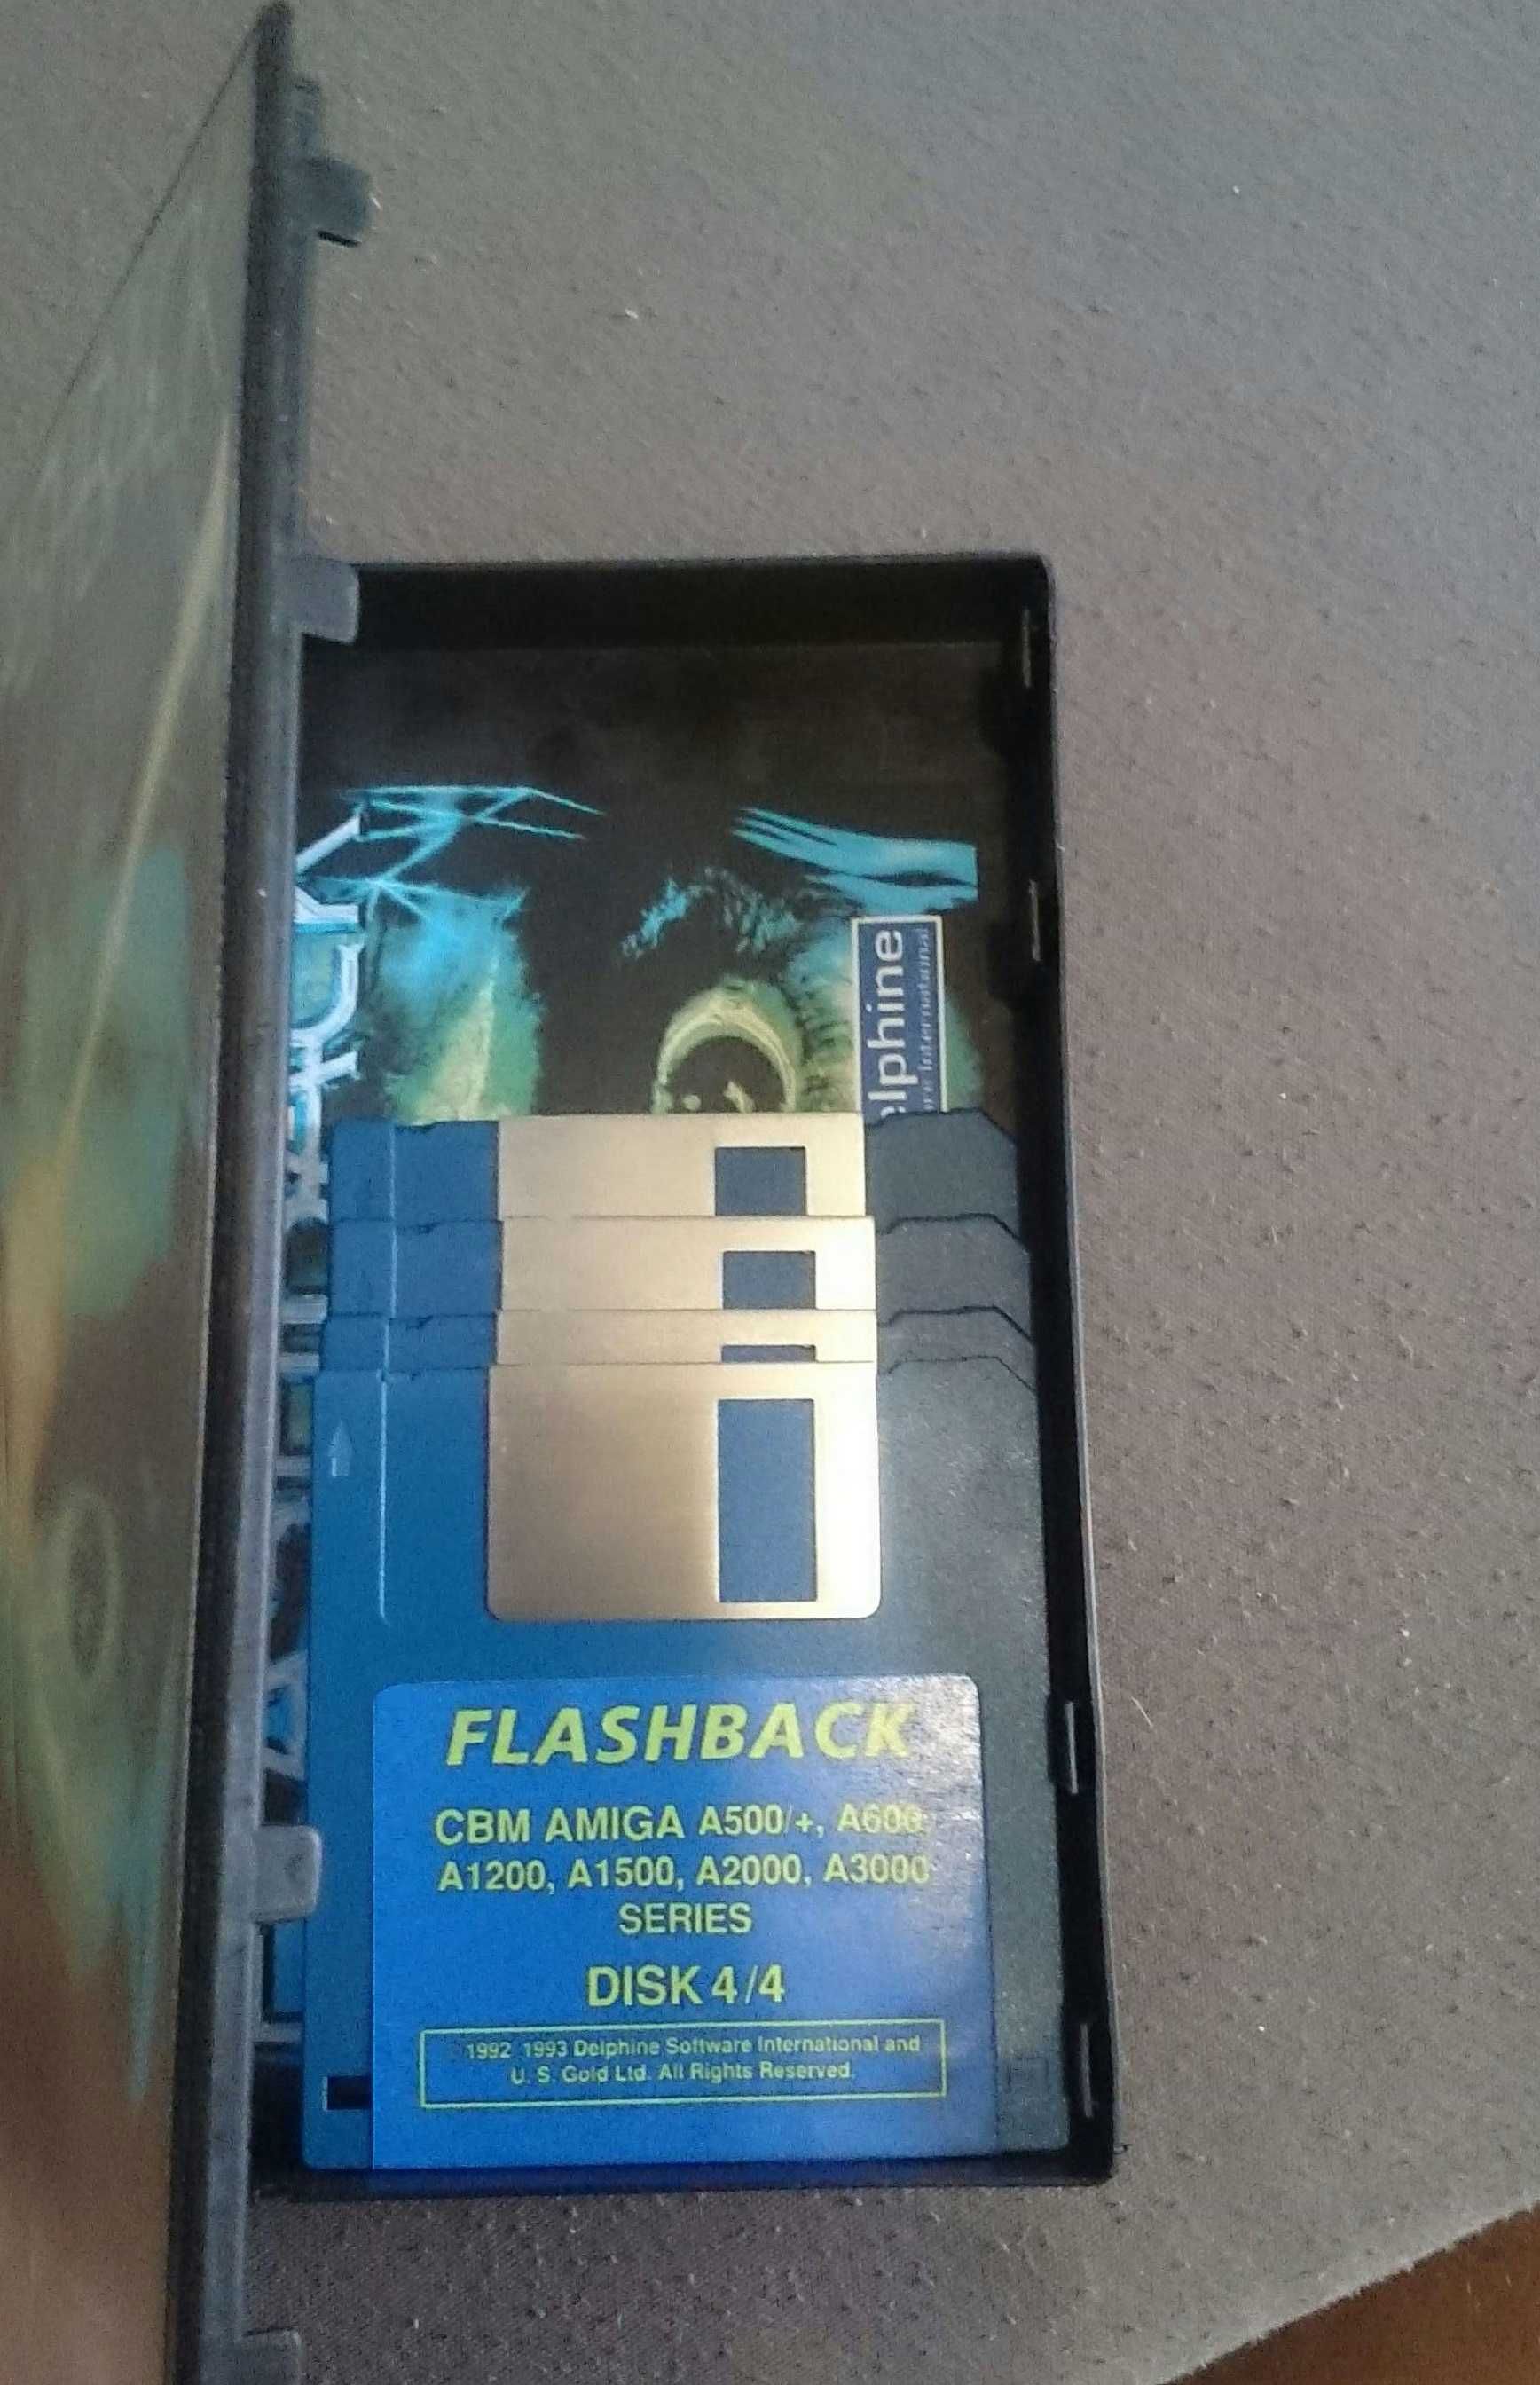 elphine
International
FLASHBACK
CBM AMIGA A500/+, A600,
A1200, A1500, A2000, A3000
SERIES
DISK 4/4
1992 1993 Delphine Software International and
U. S. Gold Ltd. All Rights Reserved.